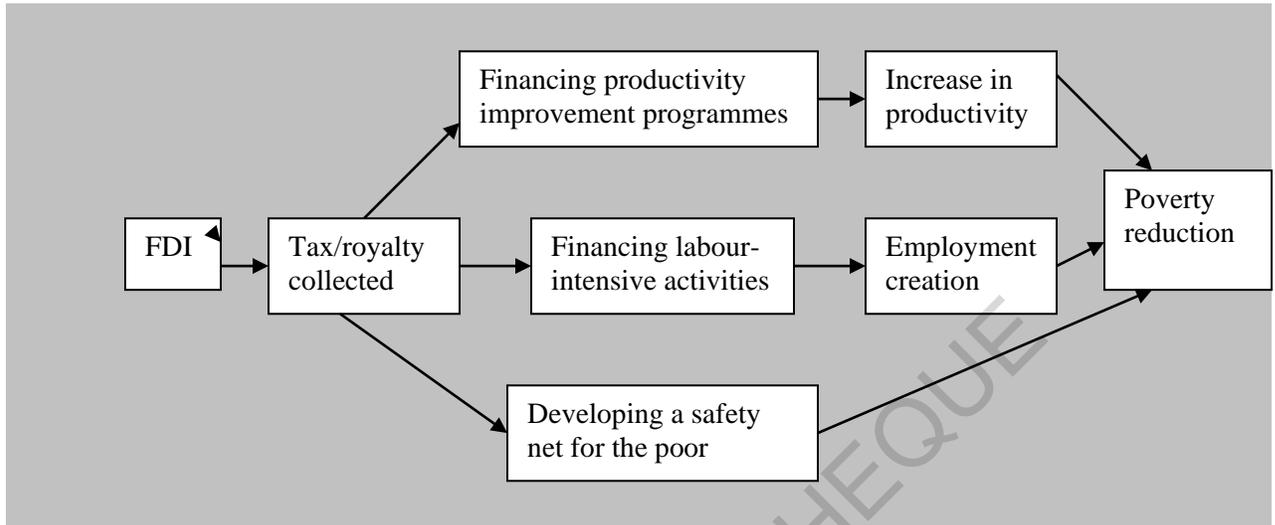 Financing productivity
improvement programmes
Increase in
productivity
Poverty
reduction
FDI
Tax/royalty
collected
Financing labour-
intensive activities
Employment
creation
Developing a safety
net for the poor
HEQUE